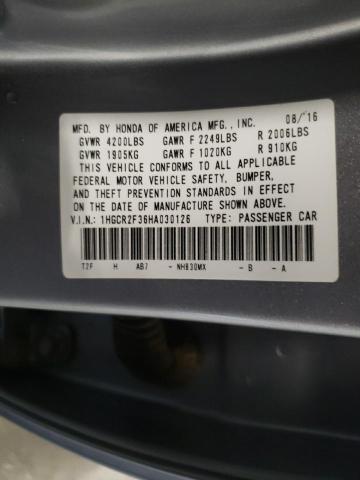 MFD. BY HONDA OF AMERICA MFG., INC. 08/'16
GVWR 4200LBS GAWR F 2249LBS R 2006LBS
GVWR 1905KG GAWR F 1020KG R 910KG
THIS VEHICLE CONFORMS TO ALL APPLICABLE
FEDERAL MOTOR VEHICLE SAFETY, BUMPER,
AND THEFT PREVENTION STANDARDS IN EFFECT
ON THE DATE OF MANUFACTURE SHOWN ABOVE.
V.I.N.: 1HGCR2F36HA030126 TYPE: PASSENGER CAR
T2F H AB7 - NH830MX - B - A